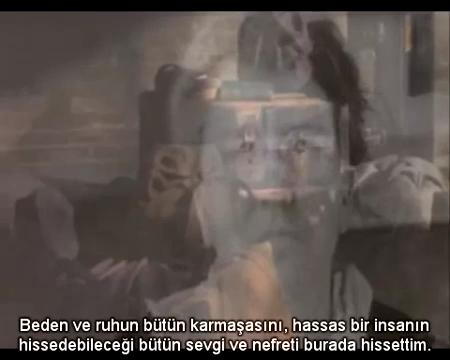 Beden ve ruhun bütün karmaşasını, hassas bir insanın
hissedebileceği bütün sevgi ve nefreti burada hissettim.